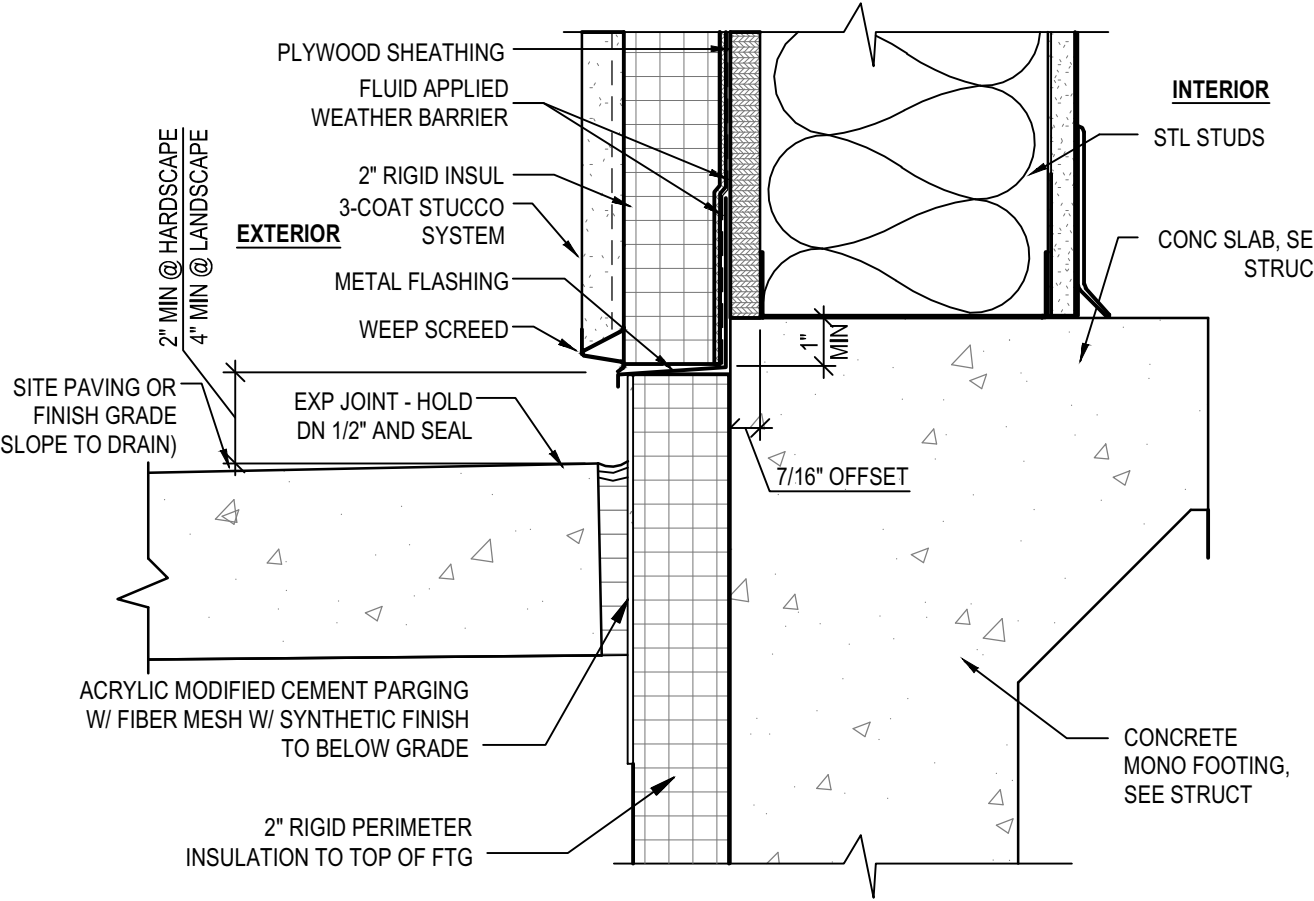 PLYWOOD SHEATHING
FLUID APPLIED
WEATHER BARRIER
2" RIGID INSUL
3-COAT STUCCO
SYSTEM
METAL FLASHING
WEEP SCREED
EXTERIOR
2" MIN @ HARDSCAPE
4" MIN @ LANDSCAPE
SITE PAVING OR
FINISH GRADE
SLOPE TO DRAIN)
EXP JOINT - HOLD
DN 1/2" AND SEAL
ACRYLIC MODIFIED CEMENT PARGING
W/ FIBER MESH W/ SYNTHETIC FINISH
TO BELOW GRADE
2" RIGID PERIMETER
INSULATION TO TOP OF FTG
INTERIOR
STL STUDS
CONC SLAB, SE
STRUC
1"
MIN
7/16" OFFSET
CONCRETE
MONO FOOTING,
SEE STRUCT